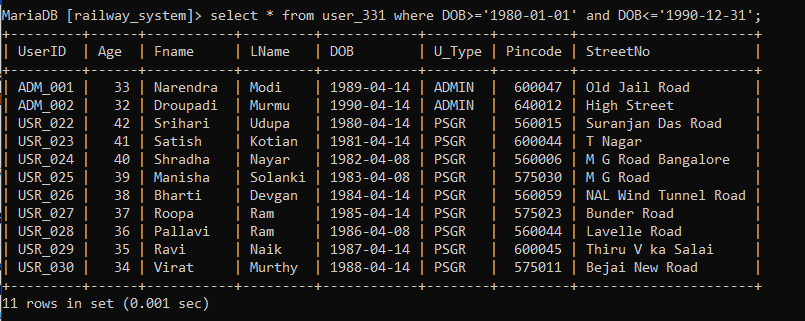 MariaDB [railway_system]> select * from user_331 where DOB>='1980-01-01' and DOB<='1990-12-31';
+---------+------+----------+---------+------------+--------+---------+----------------------+
| UserID  | Age  | Fname    | LName   | DOB        | U_Type | Pincode | StreetNo             |
+---------+------+----------+---------+------------+--------+---------+----------------------+
| ADM_001 |   33 | Narendra | Modi    | 1989-04-14 | ADMIN  |  600047 | Old Jail Road        |
| ADM_002 |   32 | Droupadi | Murmu   | 1990-04-14 | ADMIN  |  640012 | High Street          |
| USR_022 |   42 | Srihari  | Udupa   | 1980-04-14 | PSGR   |  560015 | Suranjan Das Road    |
| USR_023 |   41 | Satish   | Kotian  | 1981-04-14 | PSGR   |  600044 | T Nagar              |
| USR_024 |   40 | Shradha  | Nayar   | 1982-04-08 | PSGR   |  560006 | M G Road Bangalore   |
| USR_025 |   39 | Manisha  | Solanki | 1983-04-08 | PSGR   |  575030 | M G Road             |
| USR_026 |   38 | Bharti   | Devgan  | 1984-04-14 | PSGR   |  560059 | NAL Wind Tunnel Road |
| USR_027 |   37 | Roopa    | Ram     | 1985-04-14 | PSGR   |  575023 | Bunder Road          |
| USR_028 |   36 | Pallavi  | Ram     | 1986-04-08 | PSGR   |  560044 | Lavelle Road         |
| USR_029 |   35 | Ravi     | Naik    | 1987-04-14 | PSGR   |  600045 | Thiru V ka Salai     |
| USR_030 |   34 | Virat    | Murthy  | 1988-04-14 | PSGR   |  575011 | Bejai New Road       |
+---------+------+----------+---------+------------+--------+---------+----------------------+
11 rows in set (0.001 sec)